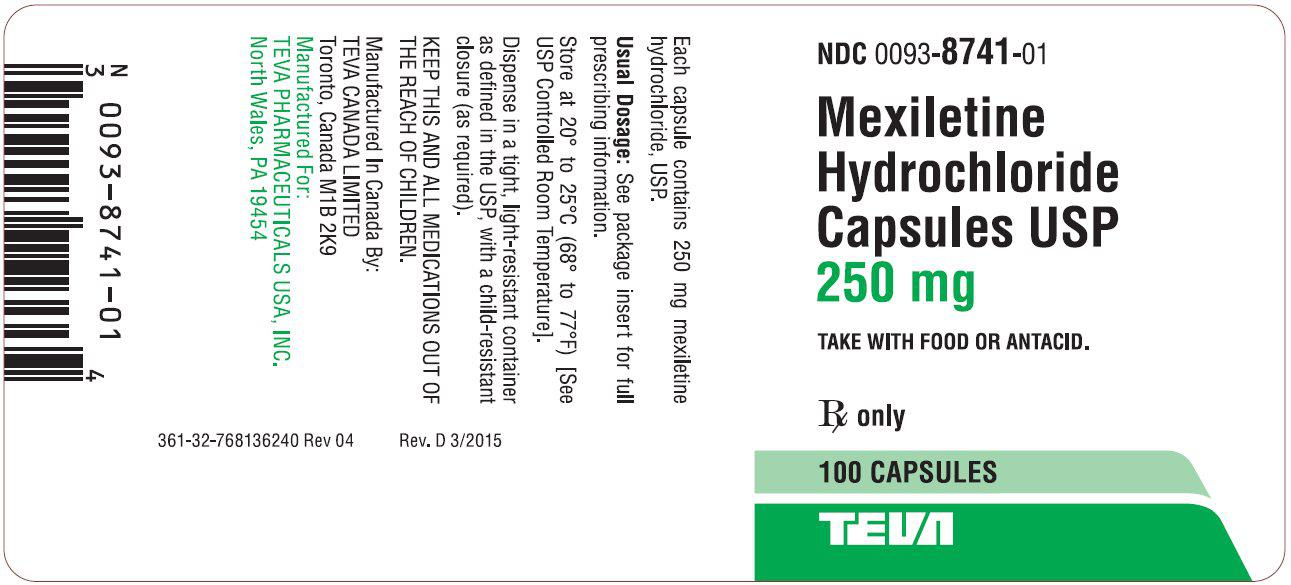 NDC 0093-8741-01
Mexiletine
Hydrochloride
Capsules USP
250 mg
TAKE WITH FOOD OR ANTACID.
Rx only
100 CAPSULES
TEVA
Each capsule contains 250 mg mexiletine
hydrochloride, USP.
Usual Dosage: See package insert for full
prescribing information.
Store at 20° to 25°C (68° to 77°F) [See
USP Controlled Room Temperature].
Dispense in a tight, light-resistant container
as defined in the USP, with a child-resistant
closure (as required).
KEEP THIS AND ALL MEDICATIONS OUT OF
THE REACH OF CHILDREN.
Manufactured In Canada By:
TEVA CANADA LIMITED
Toronto, Canada M1B 2K9
Manufactured For:
TEVA PHARMACEUTICALS USA, INC.
North Wales, PA 19454
361-32-768136240 Rev 04 Rev. D 3/2015
N
3 0093-8741-01 4